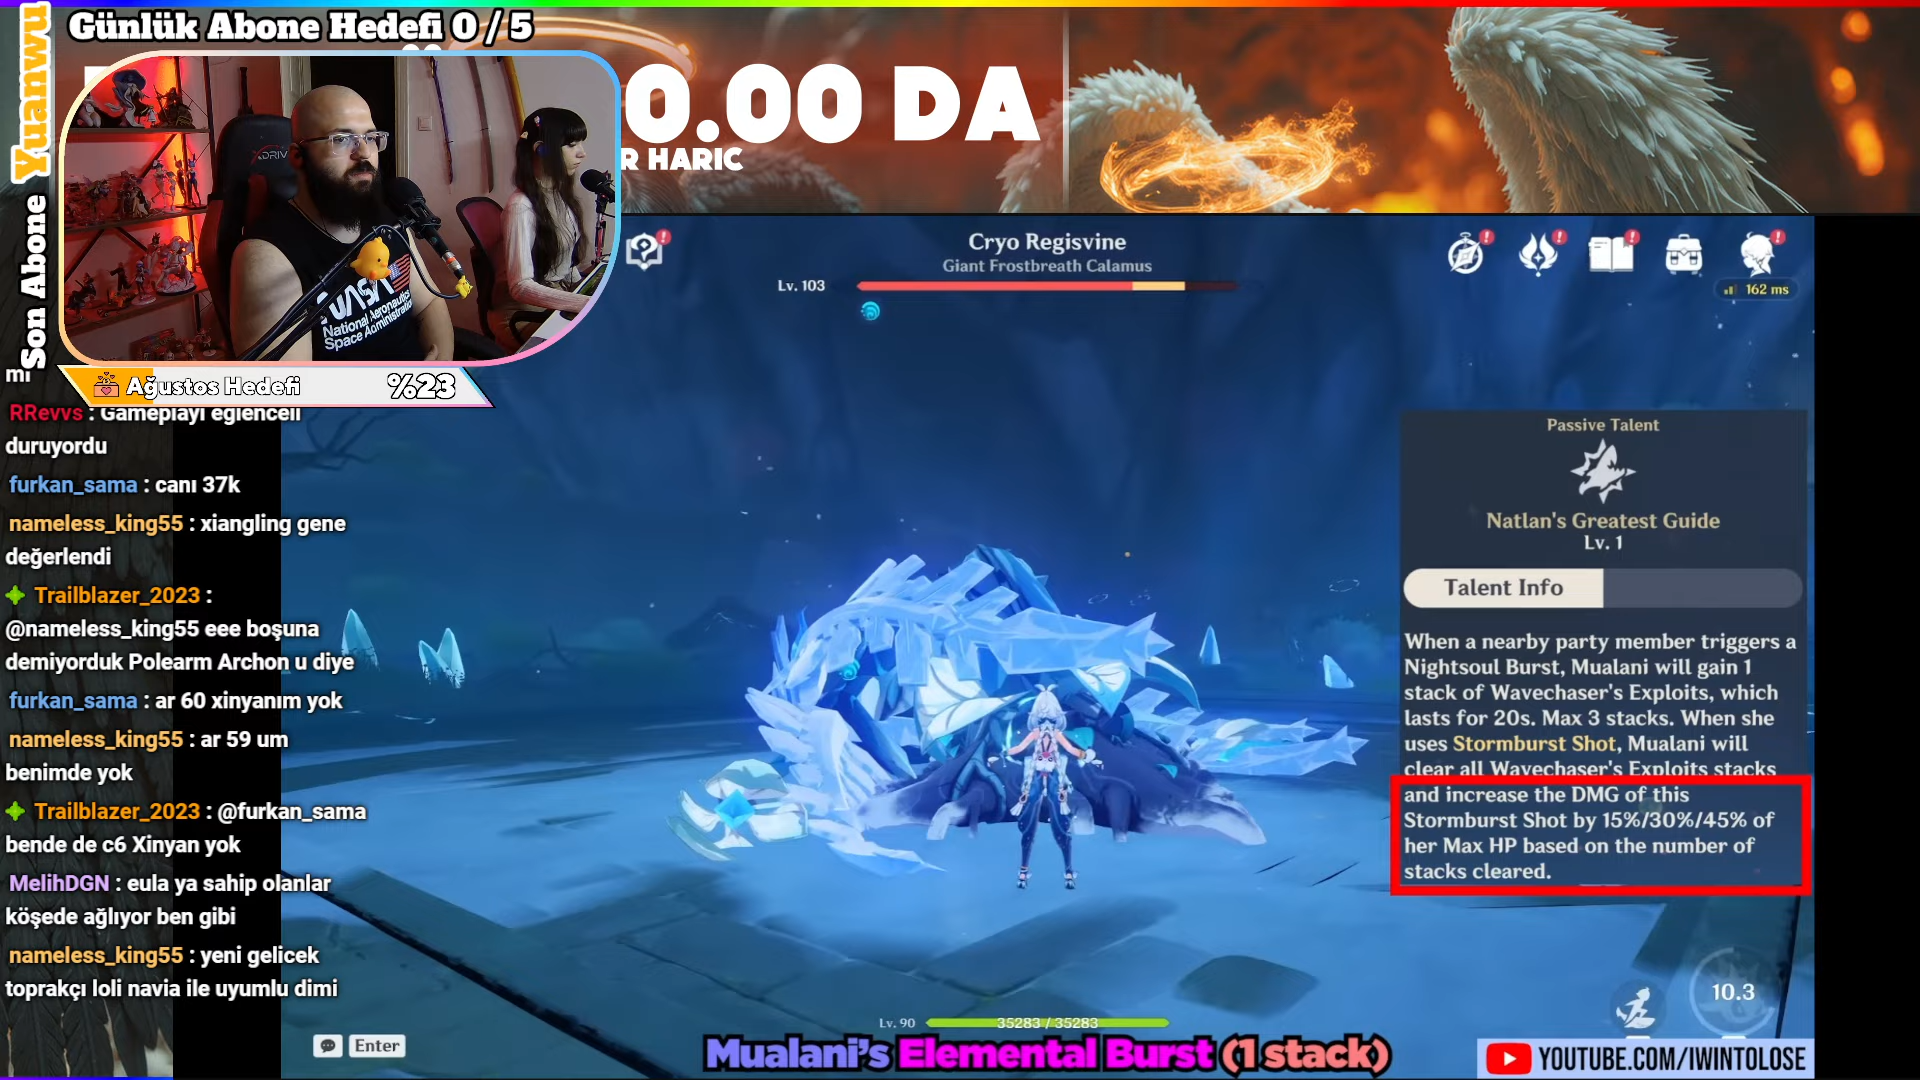 Günlük Abone Hedefi 0 / 5
Son Abone Yuanwu
0.00 DA
R HARIC
XDRIV
NASA
National Aeronautics
Space Administration
Ağustos Hedefi %23
mı
RRevvs : Gameplayi eğlenceli
duruyordu
furkan_sama : canı 37k
nameless_king55 : xiangling gene
değerlendi
Trailblazer_2023 :
@nameless_king55 eee boşuna
demiyorduk Polearm Archon u diye
furkan_sama : ar 60 xinyanım yok
nameless_king55 : ar 59 um
benimde yok
Trailblazer_2023 : @furkan_sama
bende de c6 Xinyan yok
MelihDGN : eula ya sahip olanlar
köşede ağlıyor ben gibi
nameless_king55 : yeni gelicek
toprakçı loli navia ile uyumlu dimi
Cryo Regisvine
Giant Frostbreath Calamus
Lv. 103
162 ms
Passive Talent
Natlan's Greatest Guide
Lv. 1
Talent Info
When a nearby party member triggers a
Nightsoul Burst, Mualani will gain 1
stack of Wavechaser's Exploits, which
lasts for 20s. Max 3 stacks. When she
uses Stormburst Shot, Mualani will
clear all Wavechaser's Exploits stacks
and increase the DMG of this
Stormburst Shot by 15%/30%/45% of
her Max HP based on the number of
stacks cleared.
10.3
Lv. 90
35283 / 35283
Enter
Mualani's Elemental Burst (1 stack)
YOUTUBE.COM/IWINTOLOSE